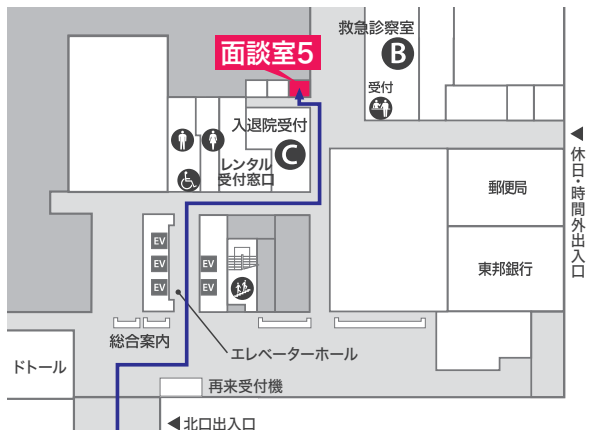 救急診察室
B
面談室5
受付
入退院受付
C
レンタル
受付窓口
休日・時間外出入口
郵便局
東邦銀行
EV
EV
EV
EV
EV
総合案内
エレベーターホール
ドトール
再来受付機
北口出入口